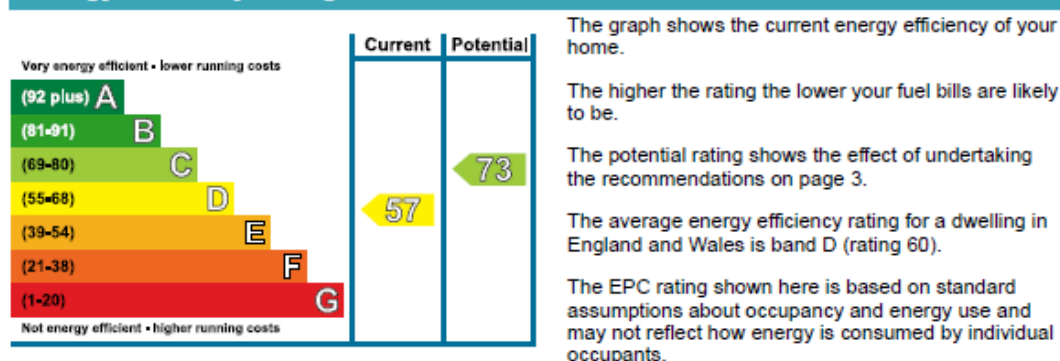 Current
Potential
Very energy efficient - lower running costs
(92 plus) A
(81-91) B
(69-80) C
(55-68) D
(39-54) E
(21-38) F
(1-20) G
Not energy efficient - higher running costs
57
73
The graph shows the current energy efficiency of your
home.
The higher the rating the lower your fuel bills are likely
to be.
The potential rating shows the effect of undertaking
the recommendations on page 3.
The average energy efficiency rating for a dwelling in
England and Wales is band D (rating 60).
The EPC rating shown here is based on standard
assumptions about occupancy and energy use and
may not reflect how energy is consumed by individual
occupants.